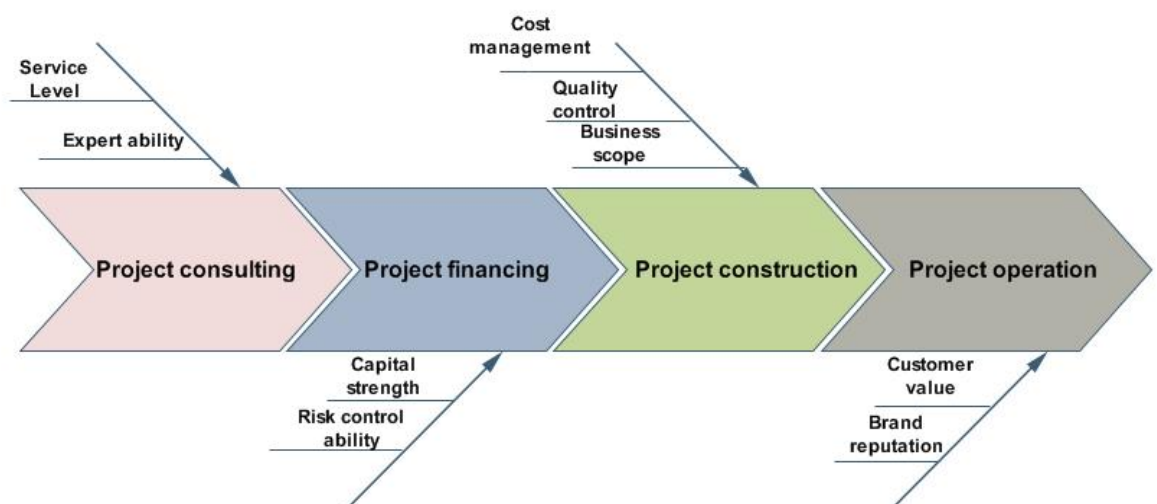 Cost
management
Service
Level
Quality
control
Expert ability
Business
scope
Project consulting
Project financing
Project construction
Project operation
Capital
strength
Risk control
ability
Customer
value
Brand
reputation